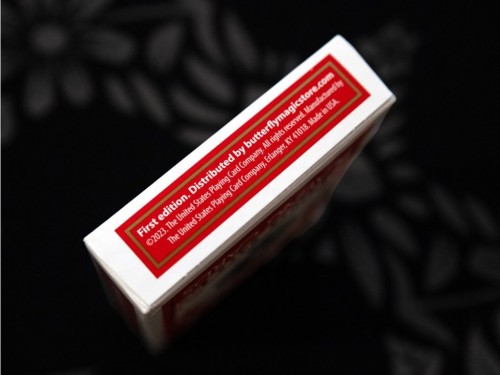 First edition. Distributed by butterflymagicstore.com
©2023. The United States Playing Card Company. All rights reserved. Manufactured by
The United States Playing Card Company, Erlanger, KY 41018. Made in USA.